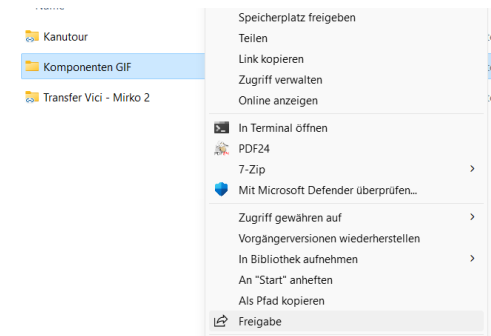 Name
Kanutour
Komponenten GIF
Transfer Vici - Mirko 2
Speicherplatz freigeben
Teilen
Link kopieren
Zugriff verwalten
Online anzeigen
In Terminal öffnen
PDF24
7-Zip
Mit Microsoft Defender überprüfen...
Zugriff gewähren auf
Vorgängerversionen wiederherstellen
In Bibliothek aufnehmen
An "Start" anheften
Als Pfad kopieren
Freigabe